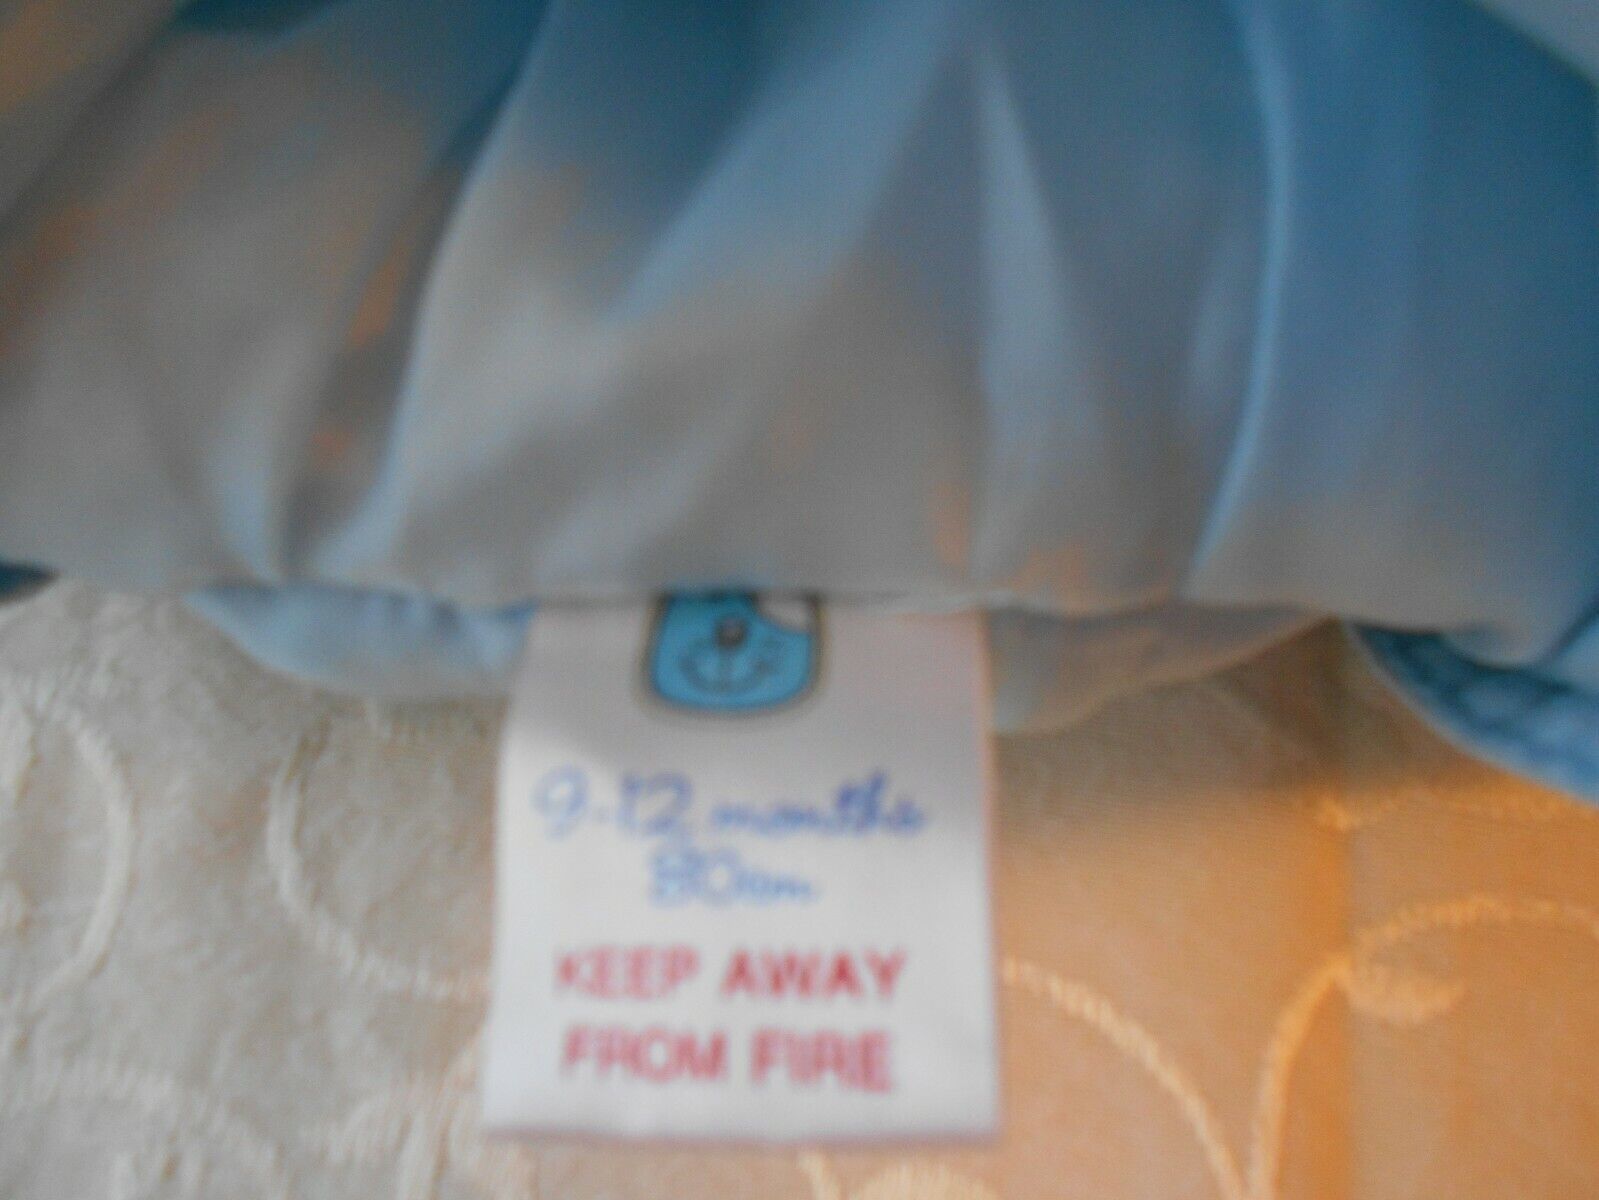 9-12 months
80cm
KEEP AWAY
FROM FIRE